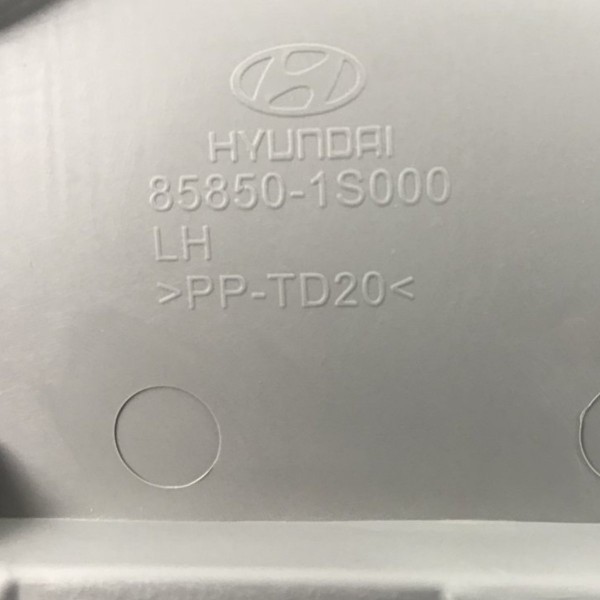 HYUNDAI
85850-1S000
LH
>PP-TD20<